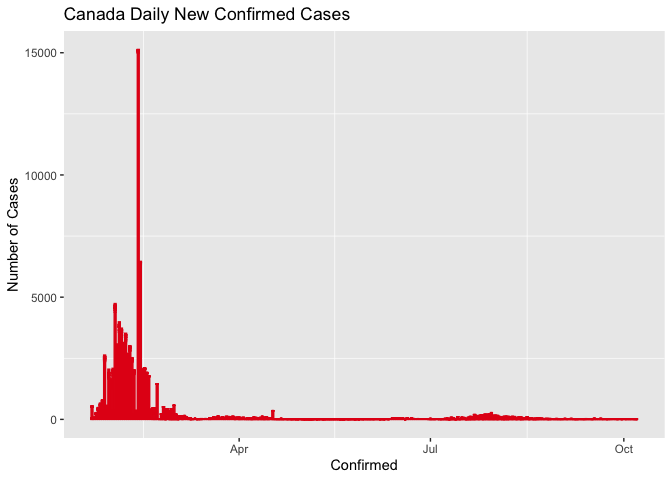 Canada Daily New Confirmed Cases
Number of Cases
15000
10000
5000
0
Apr
Jul
Oct
Confirmed